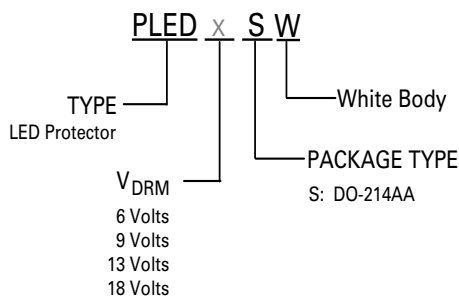 PLED x S W
White Body
TYPE
LED Protector
PACKAGE TYPE
S: DO-214AA
VDRM
6 Volts
9 Volts
13 Volts
18 Volts